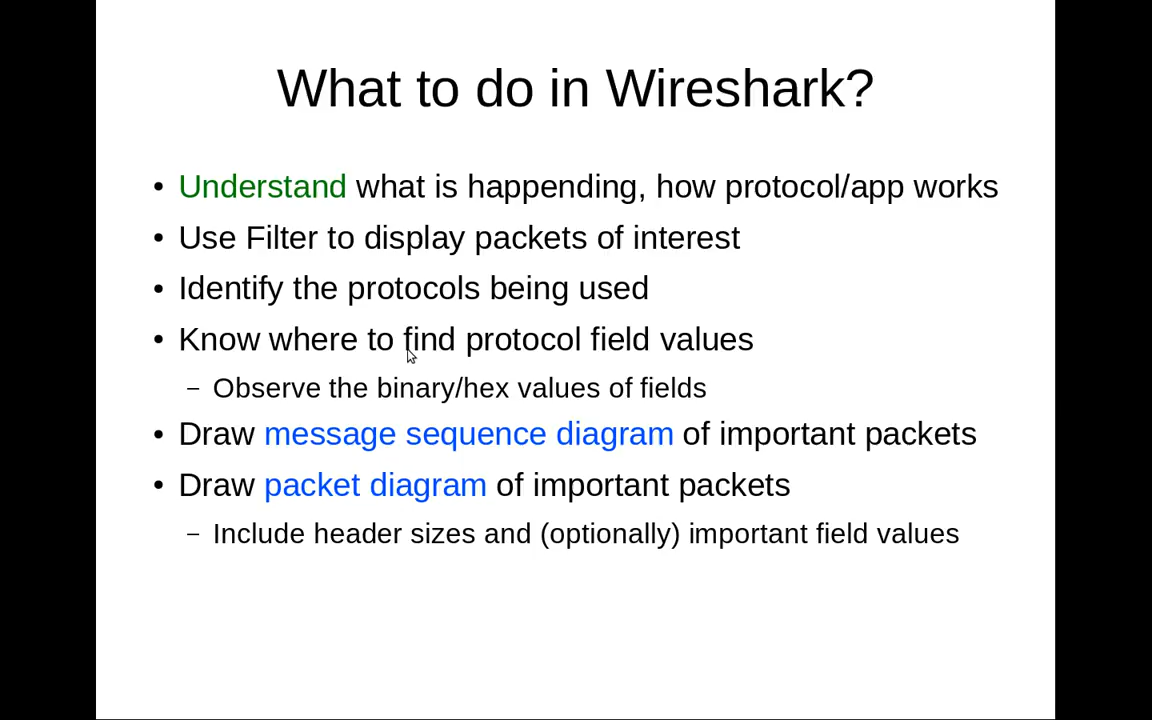 What to do in Wireshark?
• Understand what is happending, how protocol/app works
• Use Filter to display packets of interest
• Identify the protocols being used
• Know where to find protocol field values
– Observe the binary/hex values of fields
• Draw message sequence diagram of important packets
• Draw packet diagram of important packets
– Include header sizes and (optionally) important field values